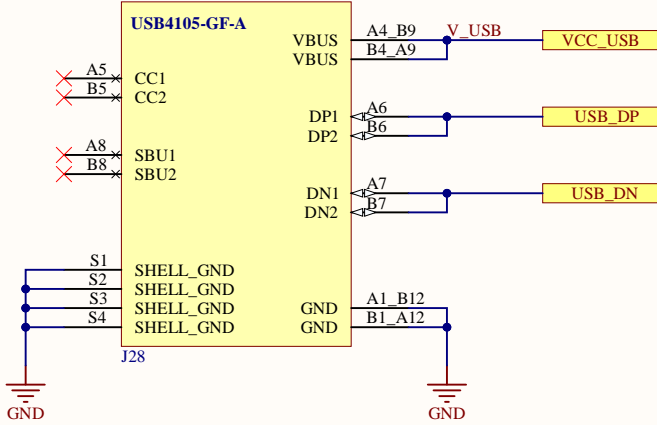 USB4105-GF-A
VBUS A4_B9 V_USB VCC_USB
VBUS B4_A9
A5 CC1
B5 CC2
DP1 A6 USB_DP
DP2 B6
A8 SBU1
B8 SBU2
DN1 A7 USB_DN
DN2 B7
S1 SHELL_GND
S2 SHELL_GND
S3 SHELL_GND GND A1_B12
S4 SHELL_GND GND B1_A12
J28
GND GND